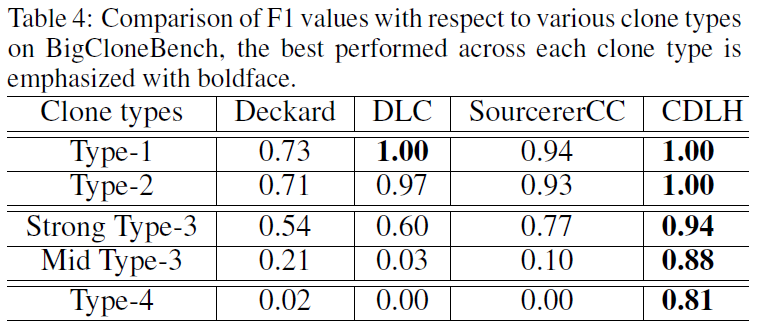 Table 4: Comparison of F1 values with respect to various clone types
on BigCloneBench, the best performed across each clone type is
emphasized with boldface.
Clone types Deckard DLC SourcererCC CDLH
Type-1 0.73 1.00 0.94 1.00
Type-2 0.71 0.97 0.93 1.00
Strong Type-3 0.54 0.60 0.77 0.94
Mid Type-3 0.21 0.03 0.10 0.88
Type-4 0.02 0.00 0.00 0.81